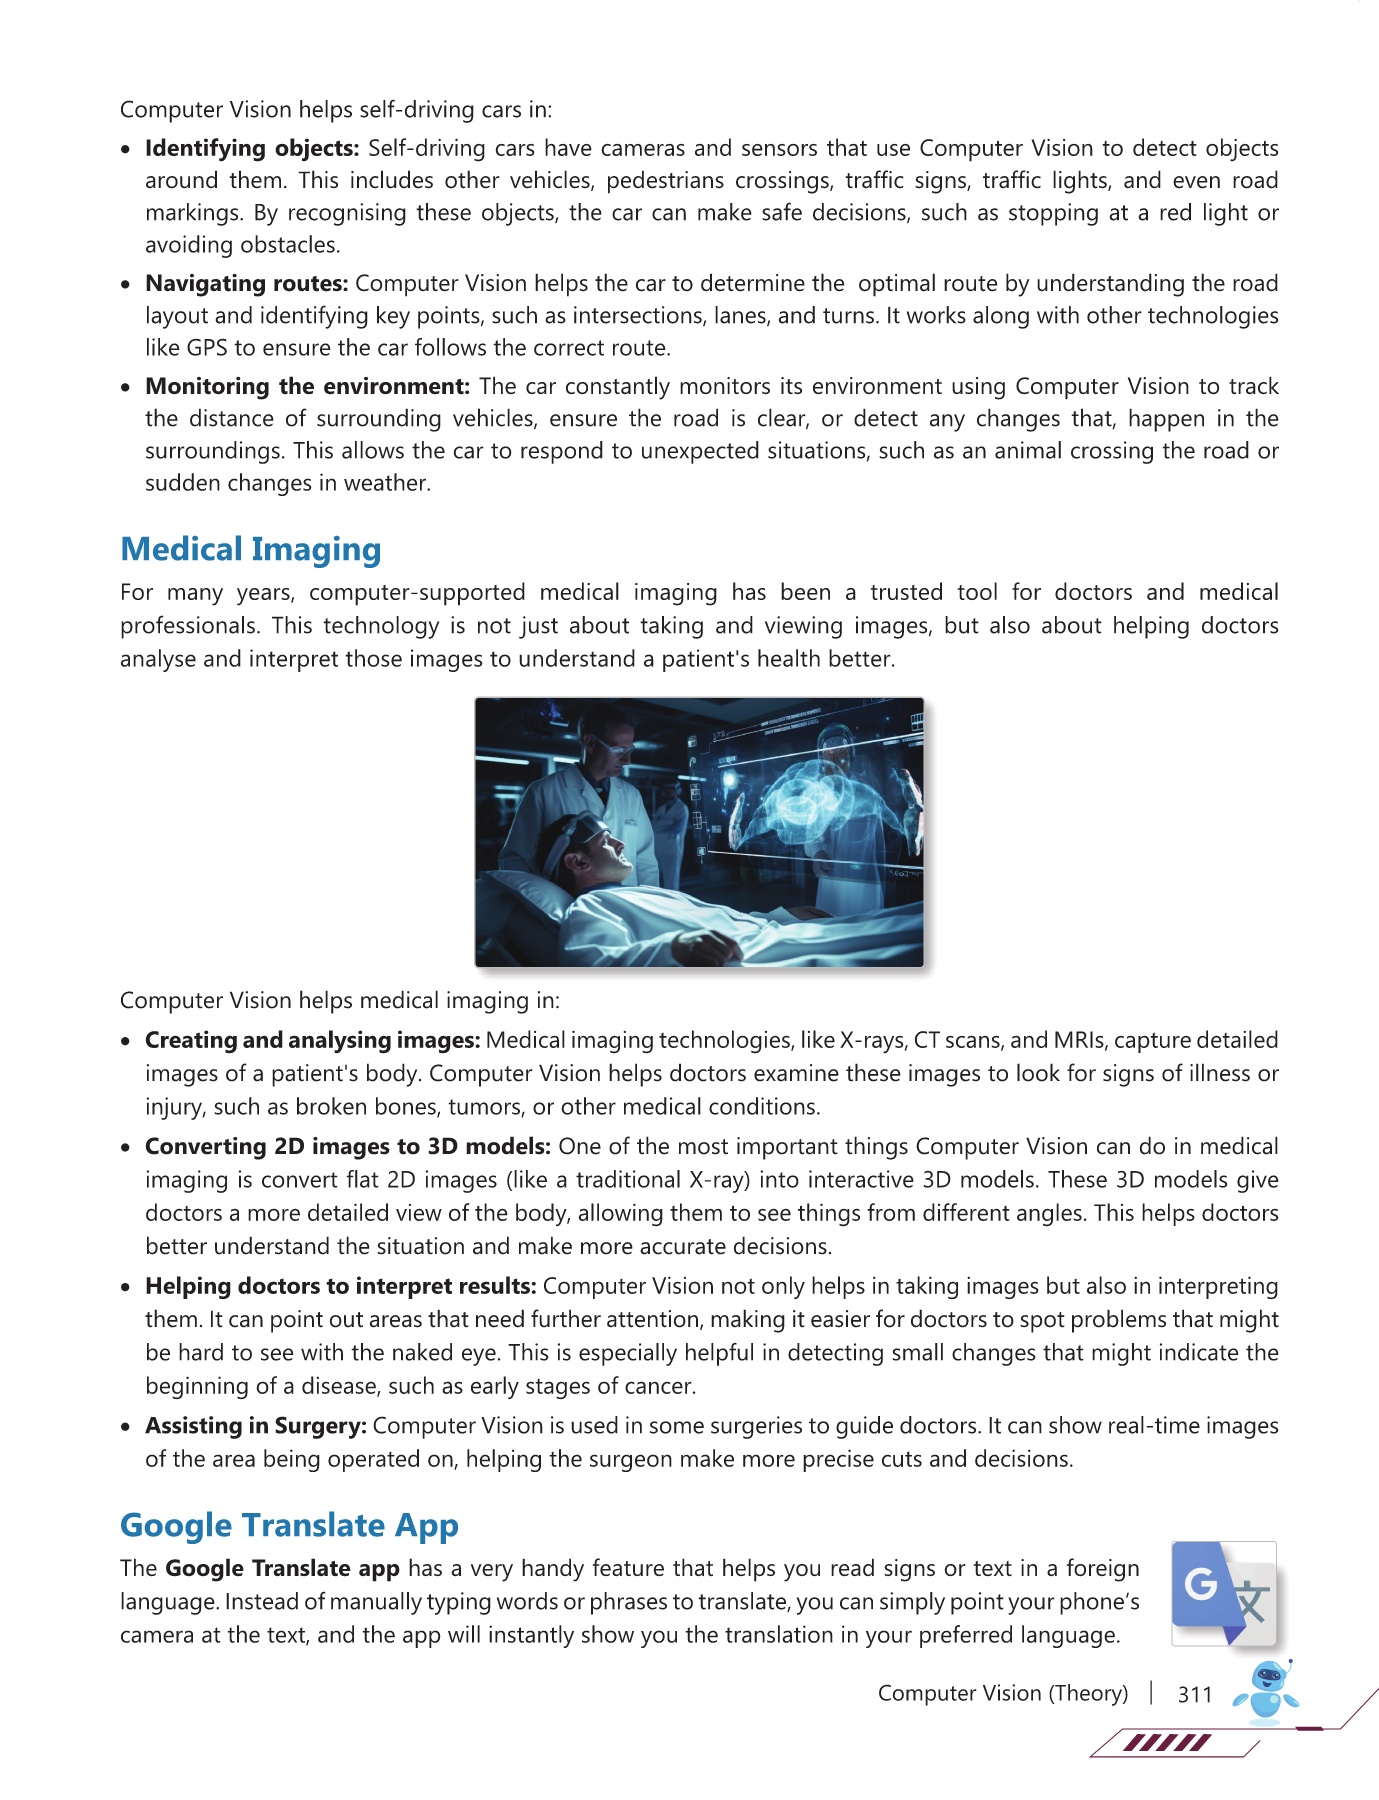 Computer Vision helps self-driving cars in:
• Identifying objects: Self-driving cars have cameras and sensors that use Computer Vision to detect objects
around them. This includes other vehicles, pedestrians crossings, traffic signs, traffic lights, and even road
markings. By recognising these objects, the car can make safe decisions, such as stopping at a red light or
avoiding obstacles.
• Navigating routes: Computer Vision helps the car to determine the optimal route by understanding the road
layout and identifying key points, such as intersections, lanes, and turns. It works along with other technologies
like GPS to ensure the car follows the correct route.
• Monitoring the environment: The car constantly monitors its environment using Computer Vision to track
the distance of surrounding vehicles, ensure the road is clear, or detect any changes that, happen in the
surroundings. This allows the car to respond to unexpected situations, such as an animal crossing the road or
sudden changes in weather.
Medical Imaging
For many years, computer-supported medical imaging has been a trusted tool for doctors and medical
professionals. This technology is not just about taking and viewing images, but also about helping doctors
analyse and interpret those images to understand a patient's health better.
Computer Vision helps medical imaging in:
• Creating and analysing images: Medical imaging technologies, like X-rays, CT scans, and MRIs, capture detailed
images of a patient's body. Computer Vision helps doctors examine these images to look for signs of illness or
injury, such as broken bones, tumors, or other medical conditions.
• Converting 2D images to 3D models: One of the most important things Computer Vision can do in medical
imaging is convert flat 2D images (like a traditional X-ray) into interactive 3D models. These 3D models give
doctors a more detailed view of the body, allowing them to see things from different angles. This helps doctors
better understand the situation and make more accurate decisions.
• Helping doctors to interpret results: Computer Vision not only helps in taking images but also in interpreting
them. It can point out areas that need further attention, making it easier for doctors to spot problems that might
be hard to see with the naked eye. This is especially helpful in detecting small changes that might indicate the
beginning of a disease, such as early stages of cancer.
• Assisting in Surgery: Computer Vision is used in some surgeries to guide doctors. It can show real-time images
of the area being operated on, helping the surgeon make more precise cuts and decisions.
Google Translate App
The Google Translate app has a very handy feature that helps you read signs or text in a foreign
language. Instead of manually typing words or phrases to translate, you can simply point your phone’s
camera at the text, and the app will instantly show you the translation in your preferred language.
G 文
Computer Vision (Theory) | 311